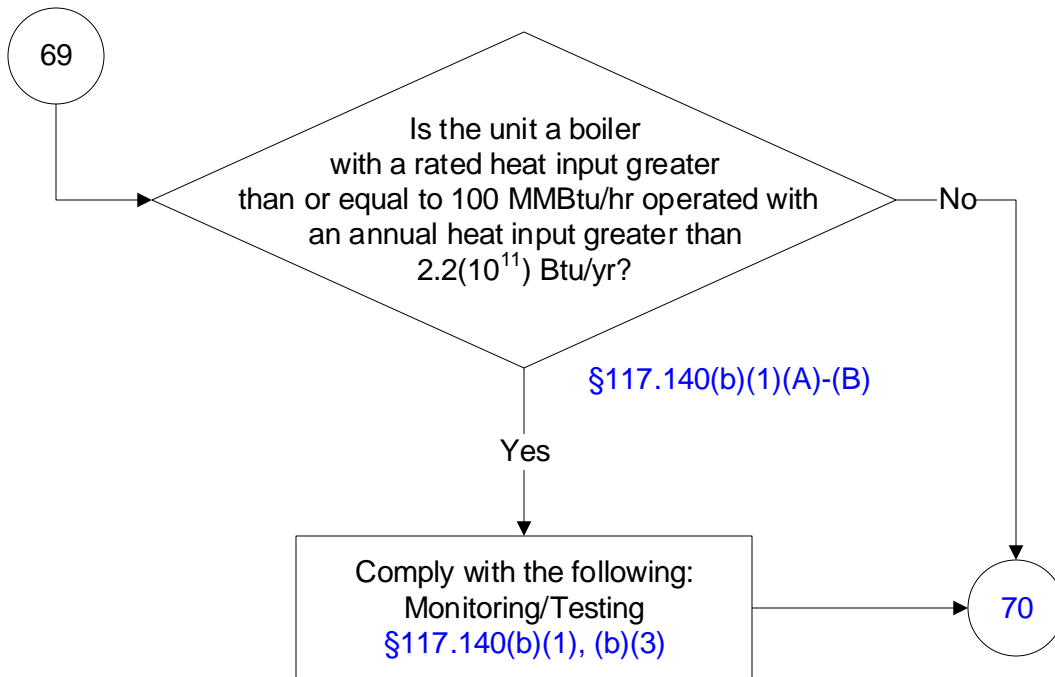 69
Is the unit a boiler
with a rated heat input greater
than or equal to 100 MMBtu/hr operated with
an annual heat input greater than
2.2(10¹¹) Btu/yr?
No
§117.140(b)(1)(A)-(B)
Yes
Comply with the following:
Monitoring/Testing
§117.140(b)(1), (b)(3)
70